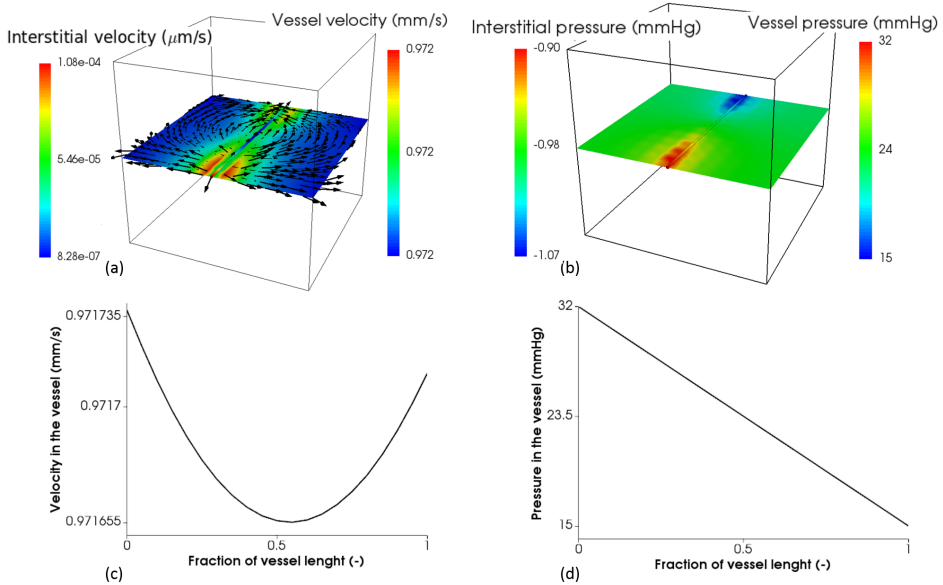 Vessel velocity (mm/s)
Interstitial velocity (μm/s)
1.08e-04
5.46e-05
8.28e-07
0.972
0.972
0.972
(a)
Interstitial pressure (mmHg)
Vessel pressure (mmHg)
-0.90
-0.98
-1.07
32
24
15
(b)
Velocity in the vessel (mm/s)
0.971735
0.9717
0.971655
0
0.5
1
Fraction of vessel lenght (-)
(c)
Pressure in the vessel (mmHg)
32
23.5
15
0
0.5
1
Fraction of vessel lenght (-)
(d)